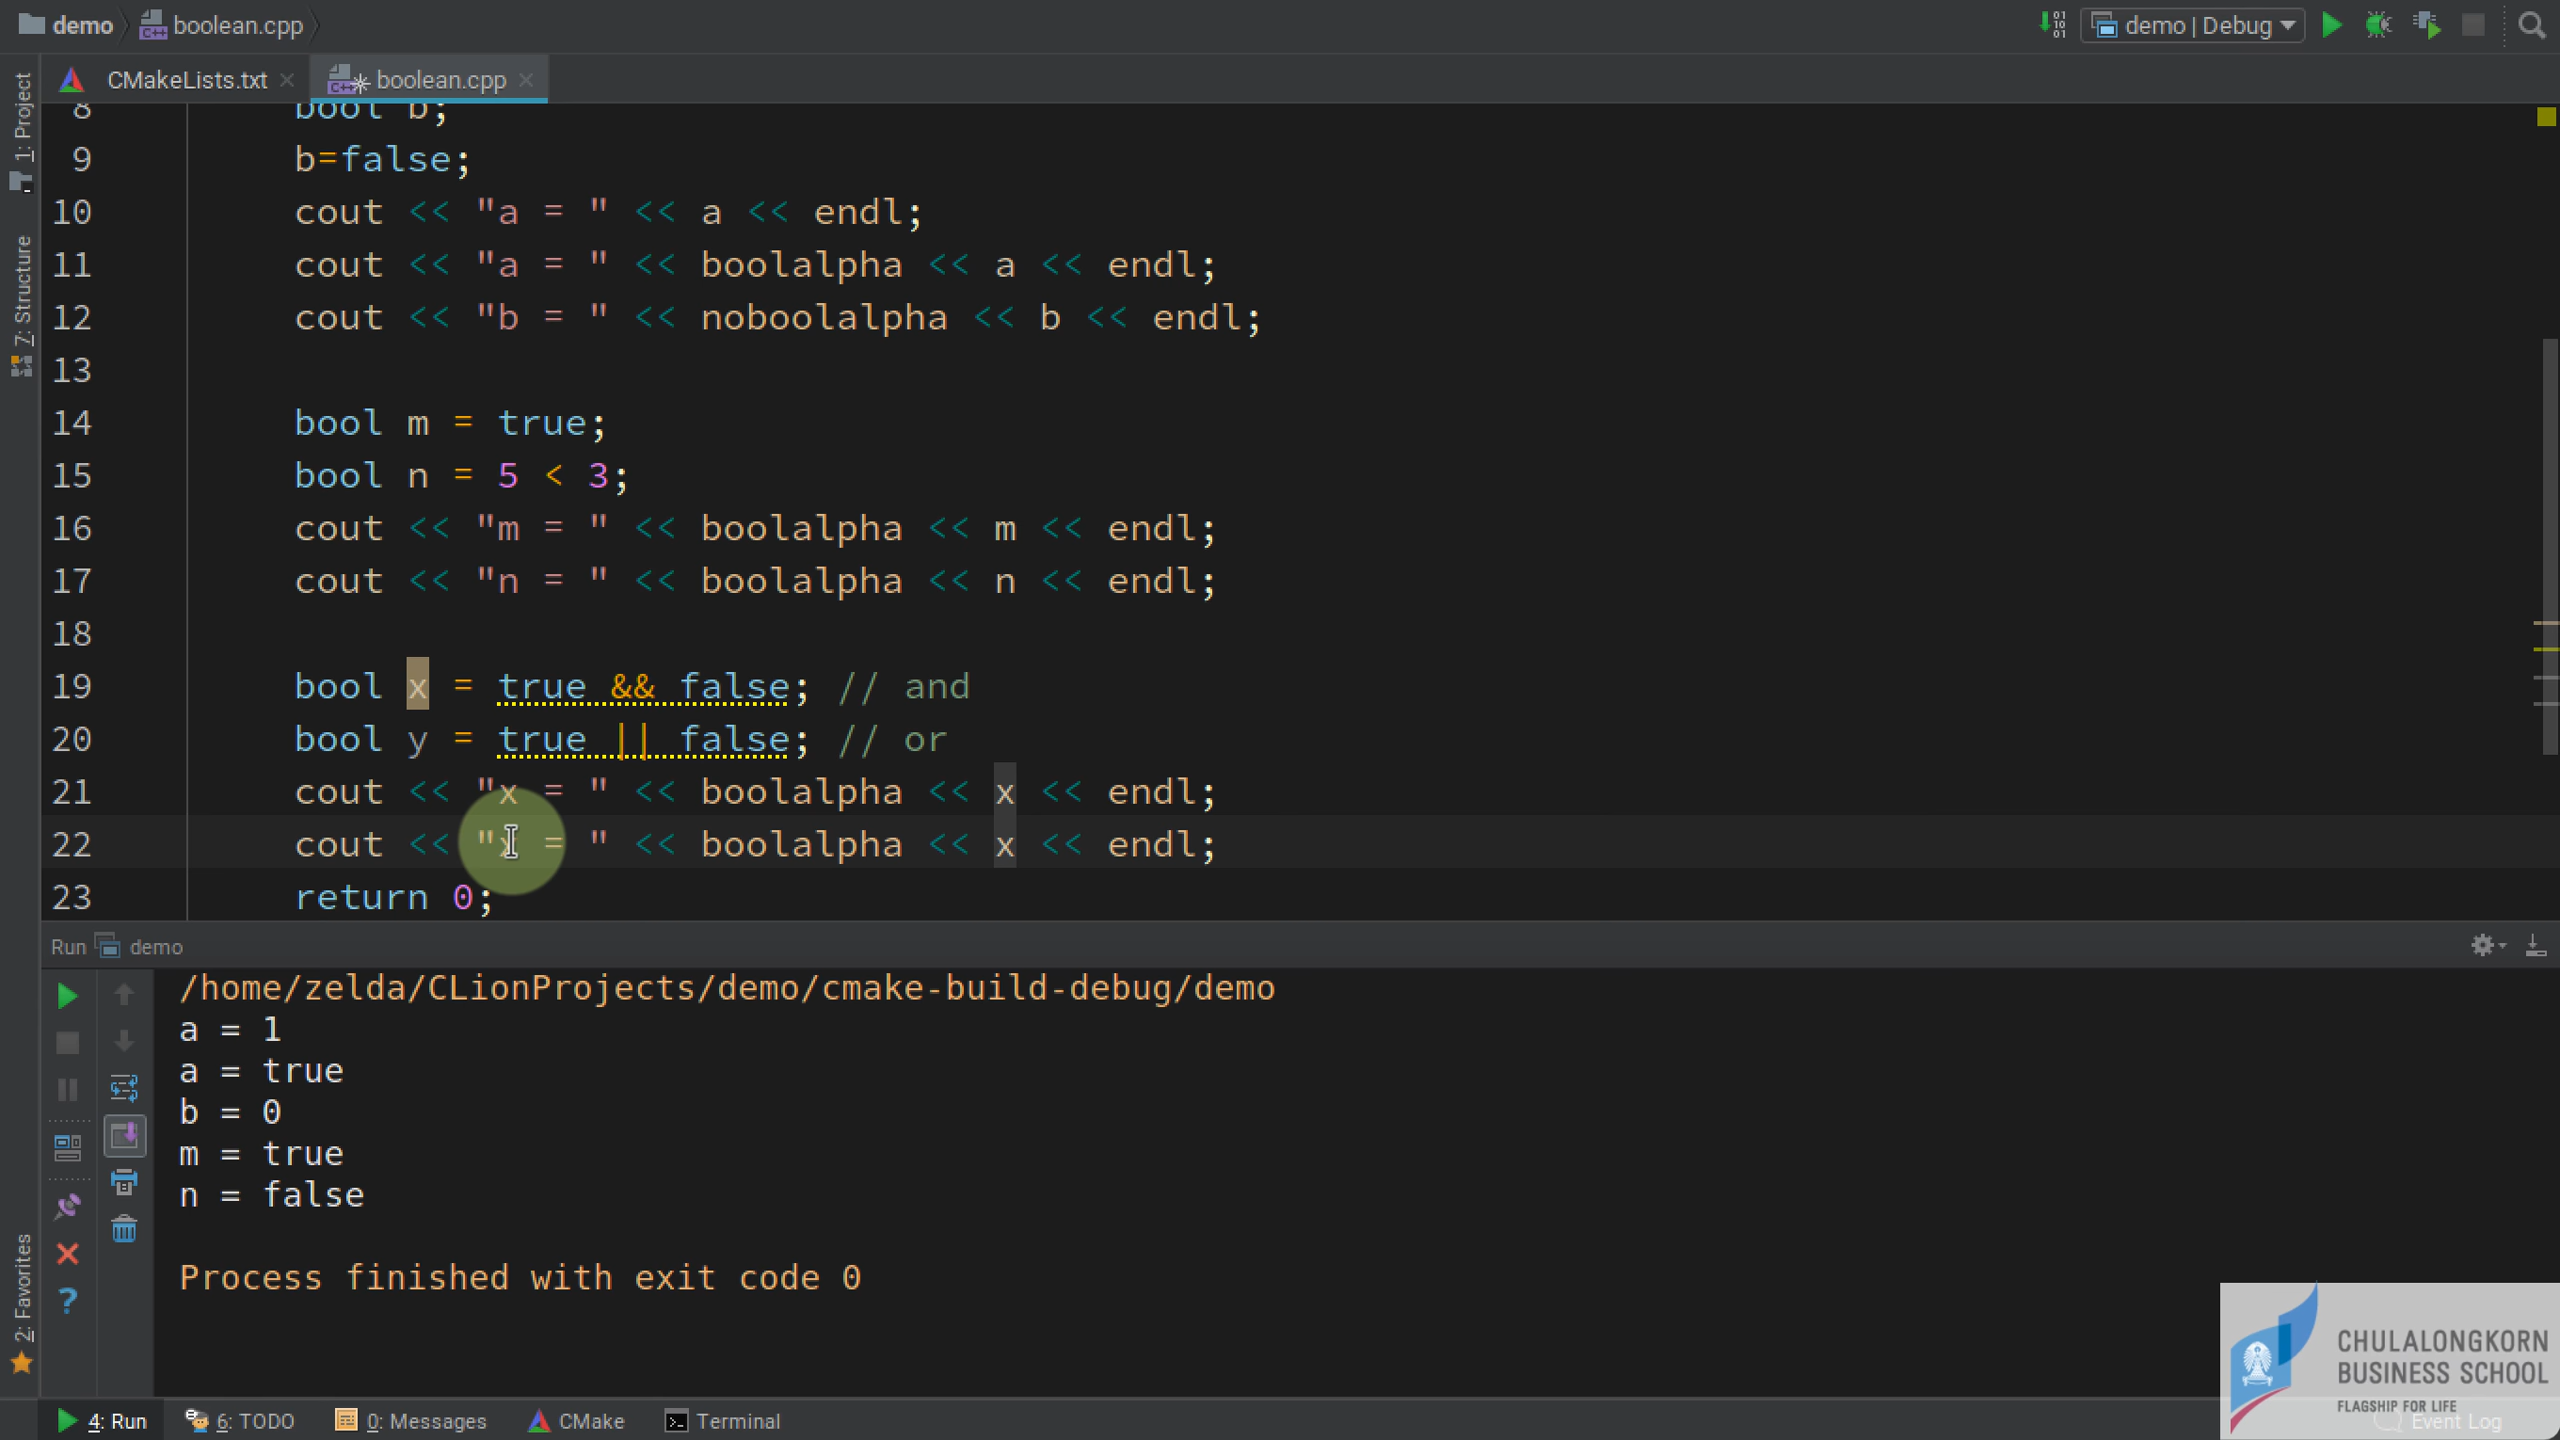 demo boolean.cpp demo | Debug
CMakeLists.txt boolean.cpp
1: Project
7: Structure
2: Favorites
8 bool b;
9 b=false;
10 cout << "a = " << a << endl;
11 cout << "a = " << boolalpha << a << endl;
12 cout << "b = " << noboolalpha << b << endl;
13
14 bool m = true;
15 bool n = 5 < 3;
16 cout << "m = " << boolalpha << m << endl;
17 cout << "n = " << boolalpha << n << endl;
18
19 bool x = true && false; // and
20 bool y = true || false; // or
21 cout << "x = " << boolalpha << x << endl;
22 cout << "x = " << boolalpha << x << endl;
23 return 0;
Run demo
/home/zelda/CLionProjects/demo/cmake-build-debug/demo
a = 1
a = true
b = 0
m = true
n = false
Process finished with exit code 0
CHULALONGKORN
BUSINESS SCHOOL
FLAGSHIP FOR LIFE
4: Run 6: TODO 0: Messages CMake Terminal Event Log